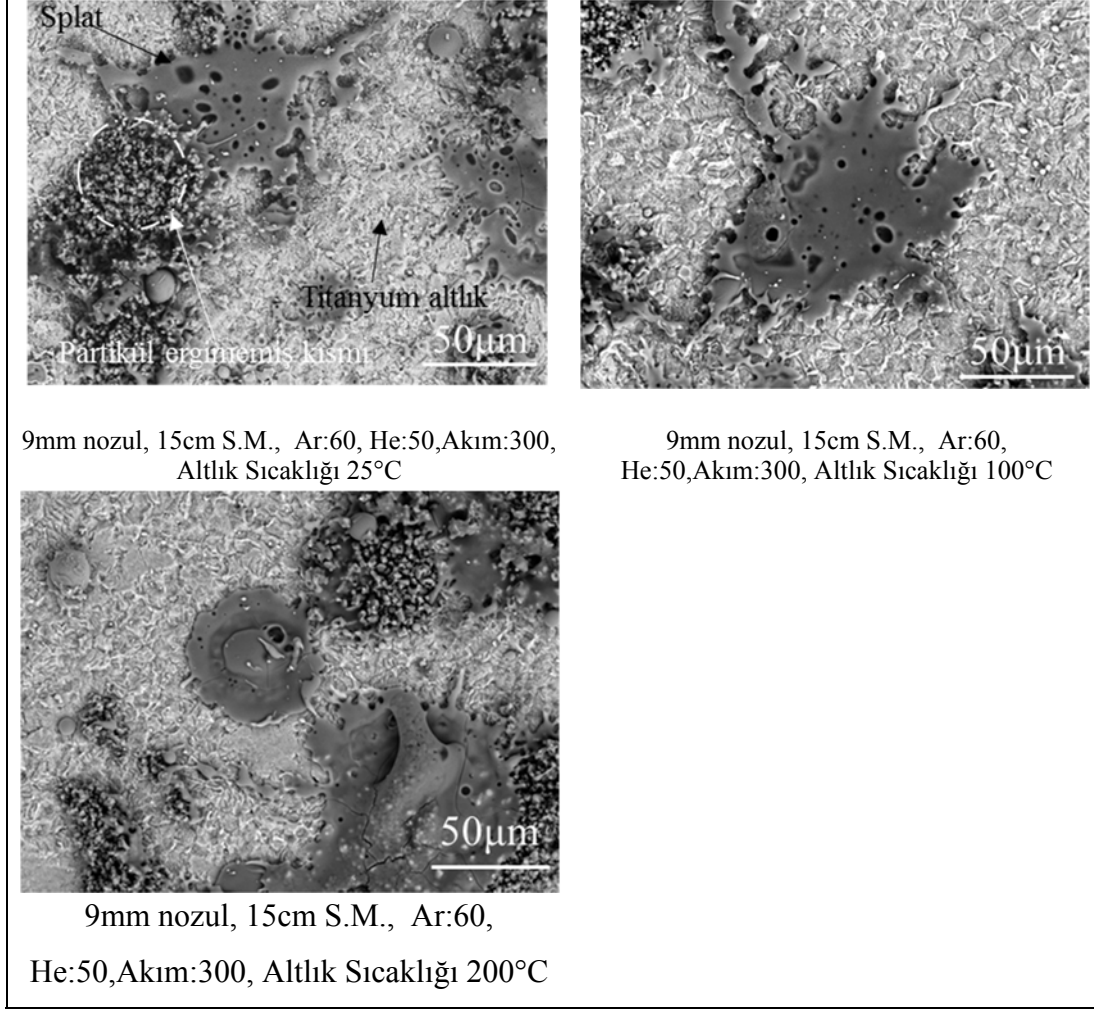 Splat
Titanyum altlık
Partikül ergimemiş kısmı
50µm
50µm
9mm nozul, 15cm S.M., Ar:60, He:50,Akım:300,
Altlık Sıcaklığı 25°C
9mm nozul, 15cm S.M., Ar:60,
He:50,Akım:300, Altlık Sıcaklığı 100°C
50µm
9mm nozul, 15cm S.M., Ar:60,
He:50,Akım:300, Altlık Sıcaklığı 200°C